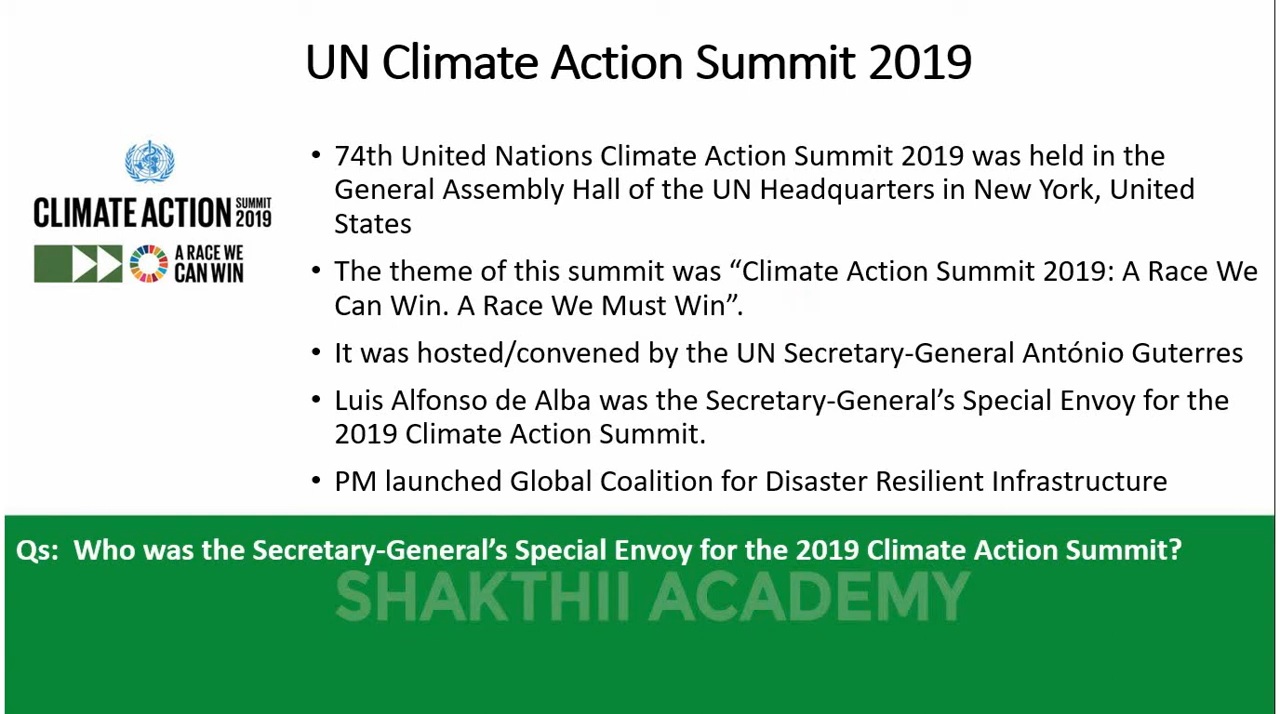 UN Climate Action Summit 2019
CLIMATE ACTION SUMMIT 2019
A RACE WE CAN WIN
• 74th United Nations Climate Action Summit 2019 was held in the
General Assembly Hall of the UN Headquarters in New York, United
States
• The theme of this summit was “Climate Action Summit 2019: A Race We
Can Win. A Race We Must Win”.
• It was hosted/convened by the UN Secretary-General António Guterres
• Luis Alfonso de Alba was the Secretary-General’s Special Envoy for the
2019 Climate Action Summit.
• PM launched Global Coalition for Disaster Resilient Infrastructure
Qs: Who was the Secretary-General’s Special Envoy for the 2019 Climate Action Summit?
SHAKTHII ACADEMY